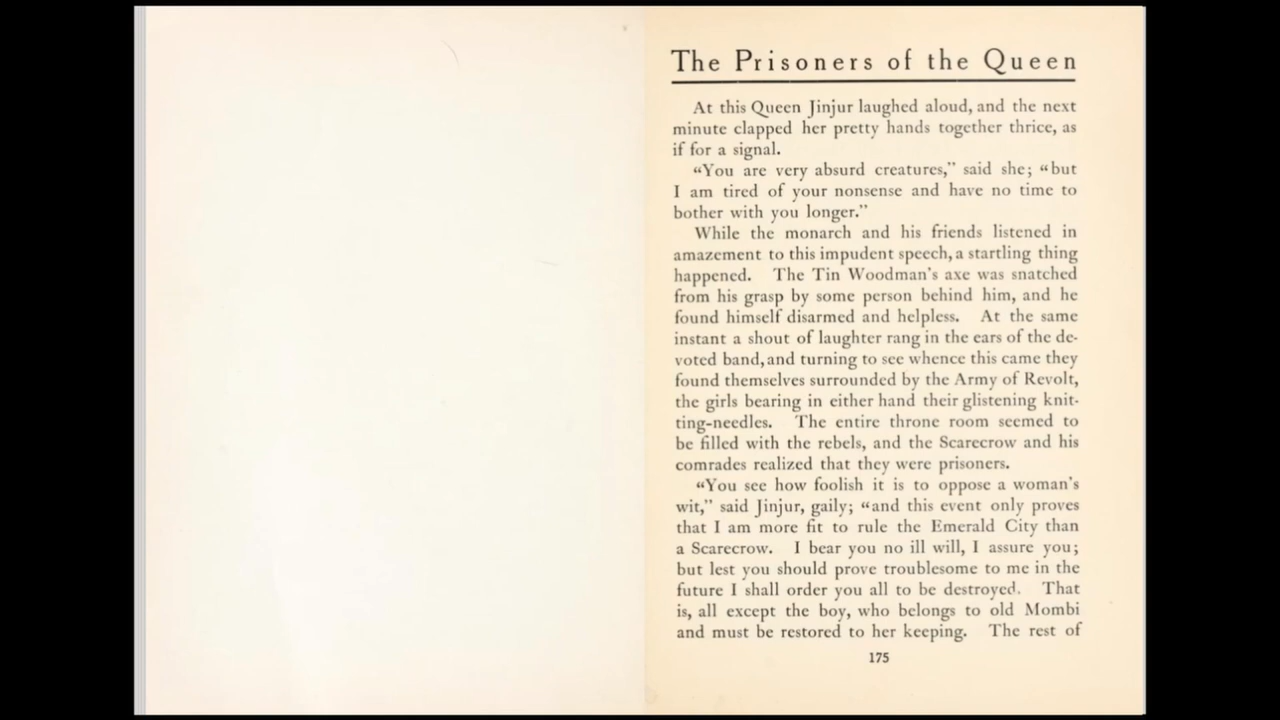 The Prisoners of the Queen
At this Queen Jinjur laughed aloud, and the next
minute clapped her pretty hands together thrice, as
if for a signal.
“You are very absurd creatures,” said she; “but
I am tired of your nonsense and have no time to
bother with you longer.”
While the monarch and his friends listened in
amazement to this impudent speech, a startling thing
happened. The Tin Woodman's axe was snatched
from his grasp by some person behind him, and he
found himself disarmed and helpless. At the same
instant a shout of laughter rang in the ears of the de-
voted band, and turning to see whence this came they
found themselves surrounded by the Army of Revolt,
the girls bearing in either hand their glistening knit-
ting-needles. The entire throne room seemed to
be filled with the rebels, and the Scarecrow and his
comrades realized that they were prisoners.
“You see how foolish it is to oppose a woman's
wit,” said Jinjur, gaily; “and this event only proves
that I am more fit to rule the Emerald City than
a Scarecrow. I bear you no ill will, I assure you;
but lest you should prove troublesome to me in the
future I shall order you all to be destroyed. That
is, all except the boy, who belongs to old Mombi
and must be restored to her keeping. The rest of
175